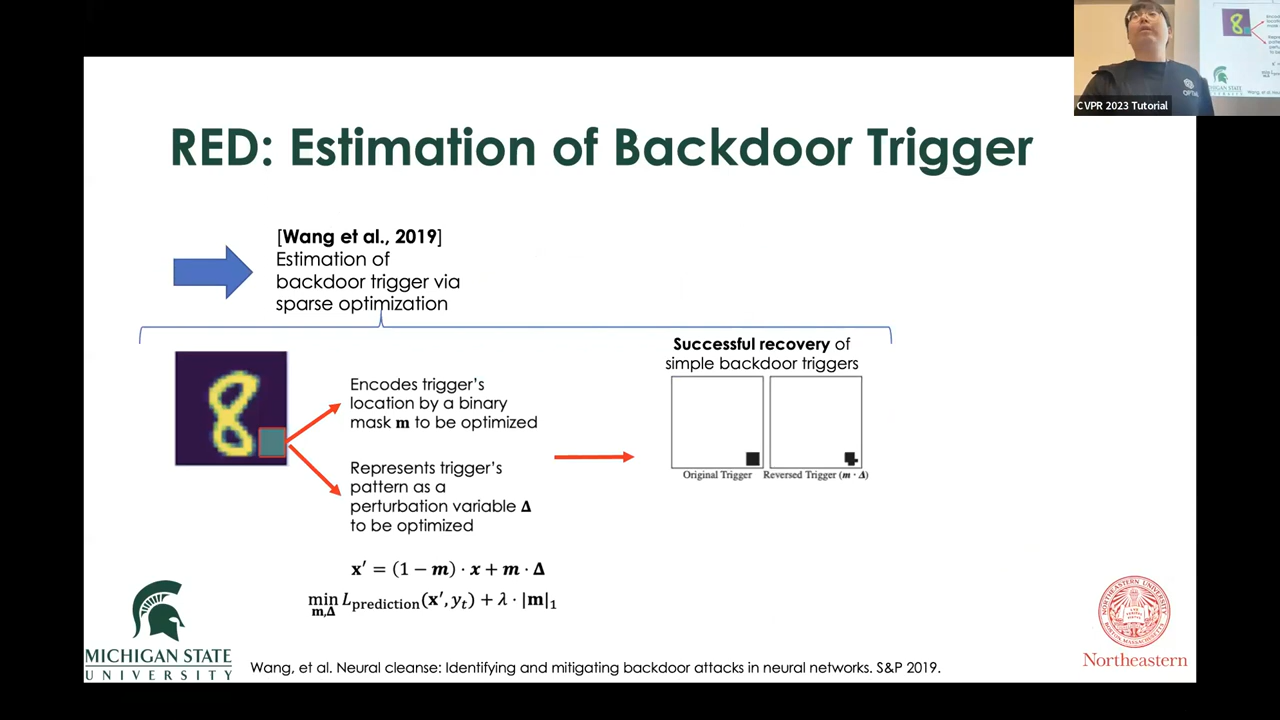 CVPR 2023 Tutorial
RED: Estimation of Backdoor Trigger
[Wang et al., 2019]
Estimation of
backdoor trigger via
sparse optimization
Encodes trigger's
location by a binary
mask m to be optimized
Represents trigger's
pattern as a
perturbation variable Δ
to be optimized
x′ = (1 − m) · x + m · Δ
min L_prediction(x′, y_t) + λ · |m|₁
m,Δ
Successful recovery of
simple backdoor triggers
Original Trigger
Reversed Trigger (m · Δ)
MICHIGAN STATE
UNIVERSITY
Wang, et al. Neural cleanse: Identifying and mitigating backdoor attacks in neural networks. S&P 2019.
Northeastern